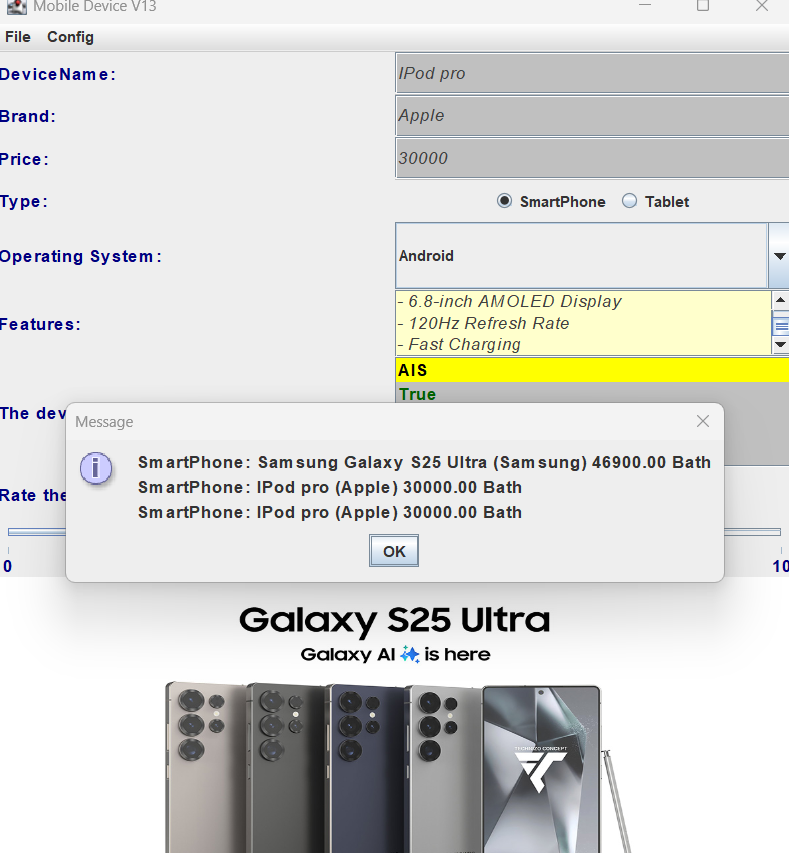 Mobile Device V13
File Config
DeviceName: IPod pro
Brand: Apple
Price: 30000
Type: SmartPhone Tablet
Operating System: Android
Features: - 6.8-inch AMOLED Display
- 120Hz Refresh Rate
- Fast Charging
AIS
True
The dev
Message
SmartPhone: Samsung Galaxy S25 Ultra (Samsung) 46900.00 Bath
SmartPhone: IPod pro (Apple) 30000.00 Bath
SmartPhone: IPod pro (Apple) 30000.00 Bath
OK
Rate the
0 10
Galaxy S25 Ultra
Galaxy AI is here
TECHNIZO CONCEPT